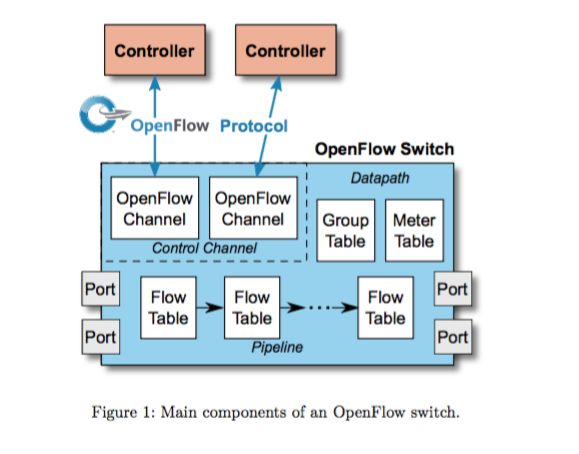 Controller Controller
OpenFlow Protocol
OpenFlow Switch
Datapath
OpenFlow OpenFlow
Channel Channel
Control Channel
Group Meter
Table Table
Port Port
Flow Flow Flow
Table Table Table
Port Port
Pipeline
Figure 1: Main components of an OpenFlow switch.